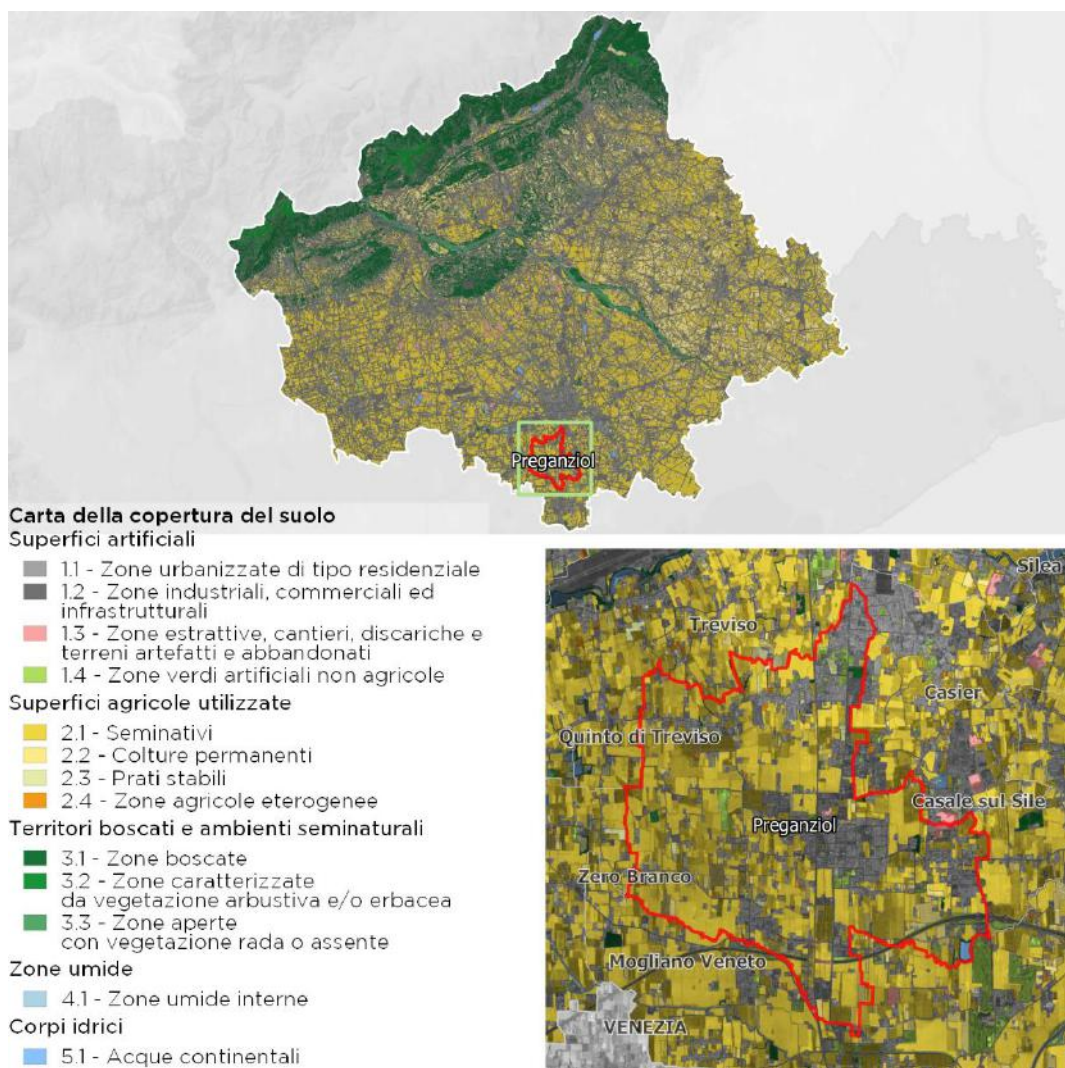 Preganziol
Carta della copertura del suolo
Superfici artificiali
1.1 - Zone urbanizzate di tipo residenziale
1.2 - Zone industriali, commerciali ed
infrastrutturali
1.3 - Zone estrattive, cantieri, discariche e
terreni artefatti e abbandonati
1.4 - Zone verdi artificiali non agricole
Superfici agricole utilizzate
2.1 - Seminativi
2.2 - Colture permanenti
2.3 - Prati stabili
2.4 - Zone agricole eterogenee
Territori boscati e ambienti seminaturali
3.1 - Zone boscate
3.2 - Zone caratterizzate
da vegetazione arbustiva e/o erbacea
3.3 - Zone aperte
con vegetazione rada o assente
Zone umide
4.1 - Zone umide interne
Corpi idrici
5.1 - Acque continentali
Silea
Treviso
Casier
Quinto di Treviso
Casale sul Sile
Preganziol
Zero Branco
Mogliano Veneto
VENEZIA